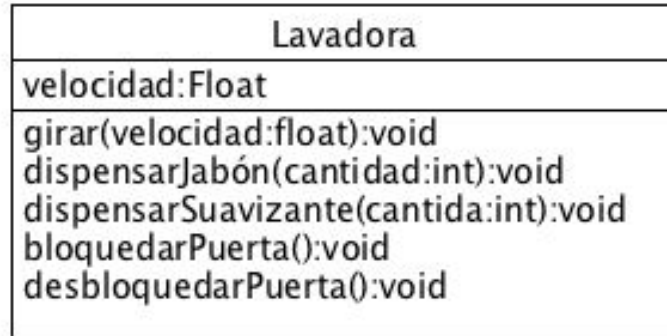 Lavadora
velocidad:Float
girar(velocidad:float):void
dispensarJabón(cantidad:int):void
dispensarSuavizante(cantida:int):void
bloquedarPuerta():void
desbloquedarPuerta():void